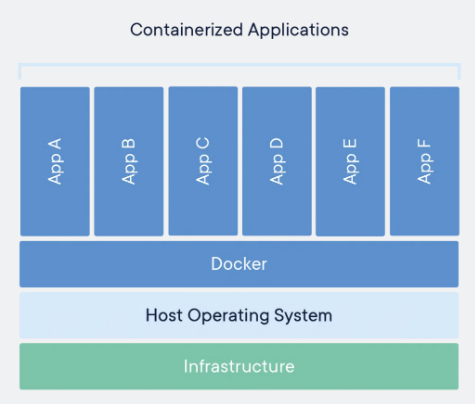 Containerized Applications
App A
App B
App C
App D
App E
App F
Docker
Host Operating System
Infrastructure